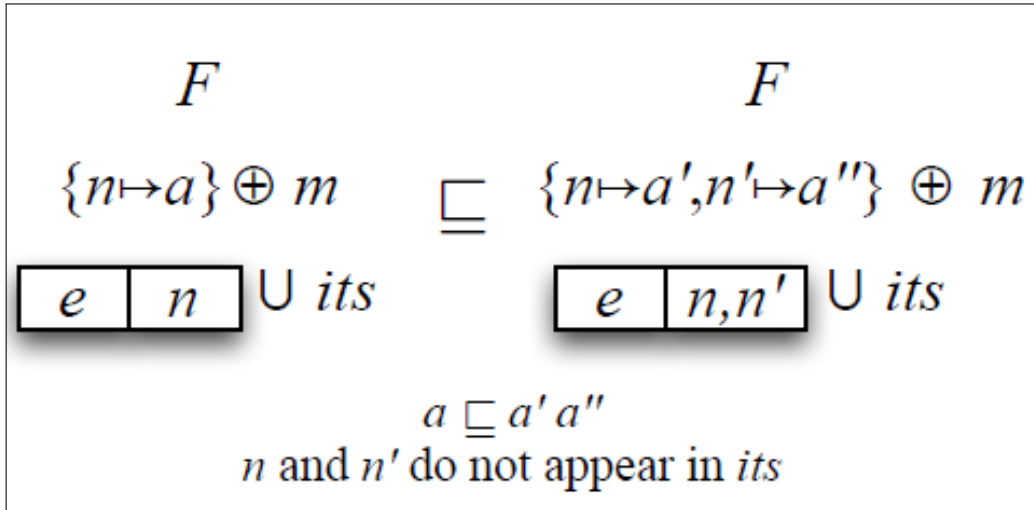 F F
{n↦a} ⊕ m ⊑ {n↦a′,n′↦a″} ⊕ m
e n ∪ its e n,n′ ∪ its
a ⊑ a′ a″
n and n′ do not appear in its